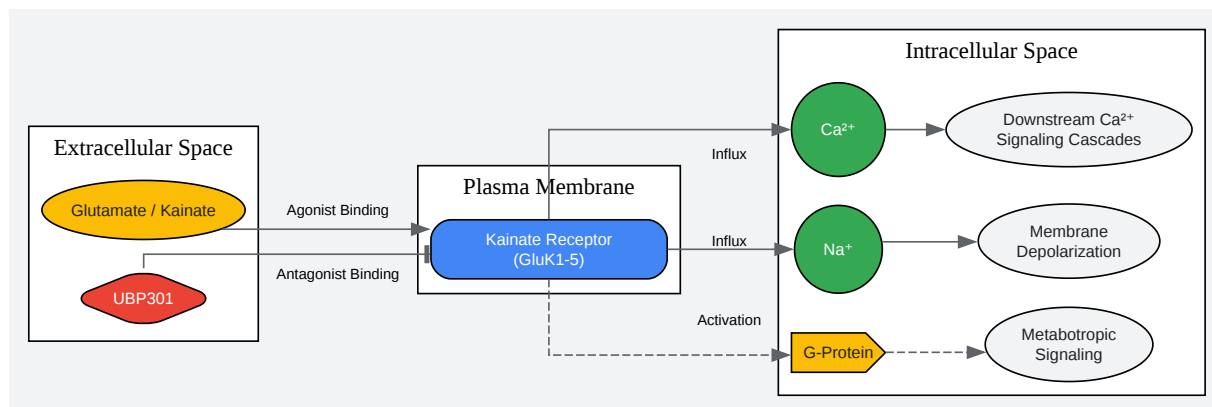 Extracellular Space
Glutamate / Kainate
UBP301
Agonist Binding
Antagonist Binding
Plasma Membrane
Kainate Receptor
(GluK1-5)
Influx
Influx
Activation
Intracellular Space
Ca²⁺
Downstream Ca²⁺
Signaling Cascades
Na⁺
Membrane
Depolarization
G-Protein
Metabotropic
Signaling